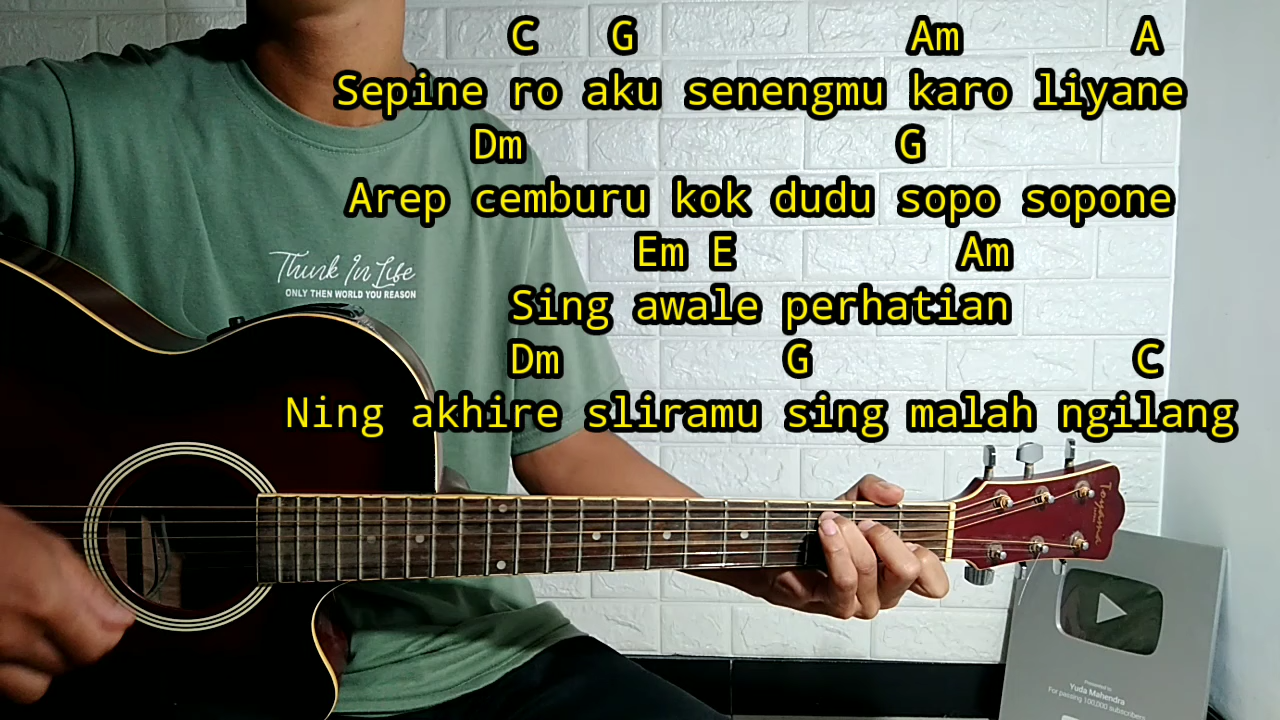 C G Am A
Sepine ro aku senengmu karo liyane
Dm G
Arep cemburu kok dudu sopo sopone
Em E Am
Sing awale perhatian
Dm G C
Ning akhire sliramu sing malah ngilang
Think In Life
ONLY THEN WORLD YOU REASON
Presented to
Yuda Mahendra
For passing 100,000 subscribers